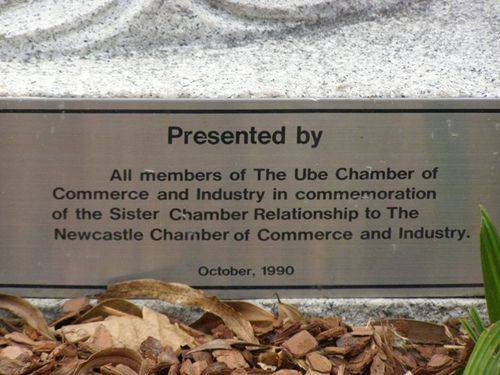 Presented by
All members of The Ube Chamber of
Commerce and Industry in commemoration
of the Sister Chamber Relationship to The
Newcastle Chamber of Commerce and Industry.
October, 1990